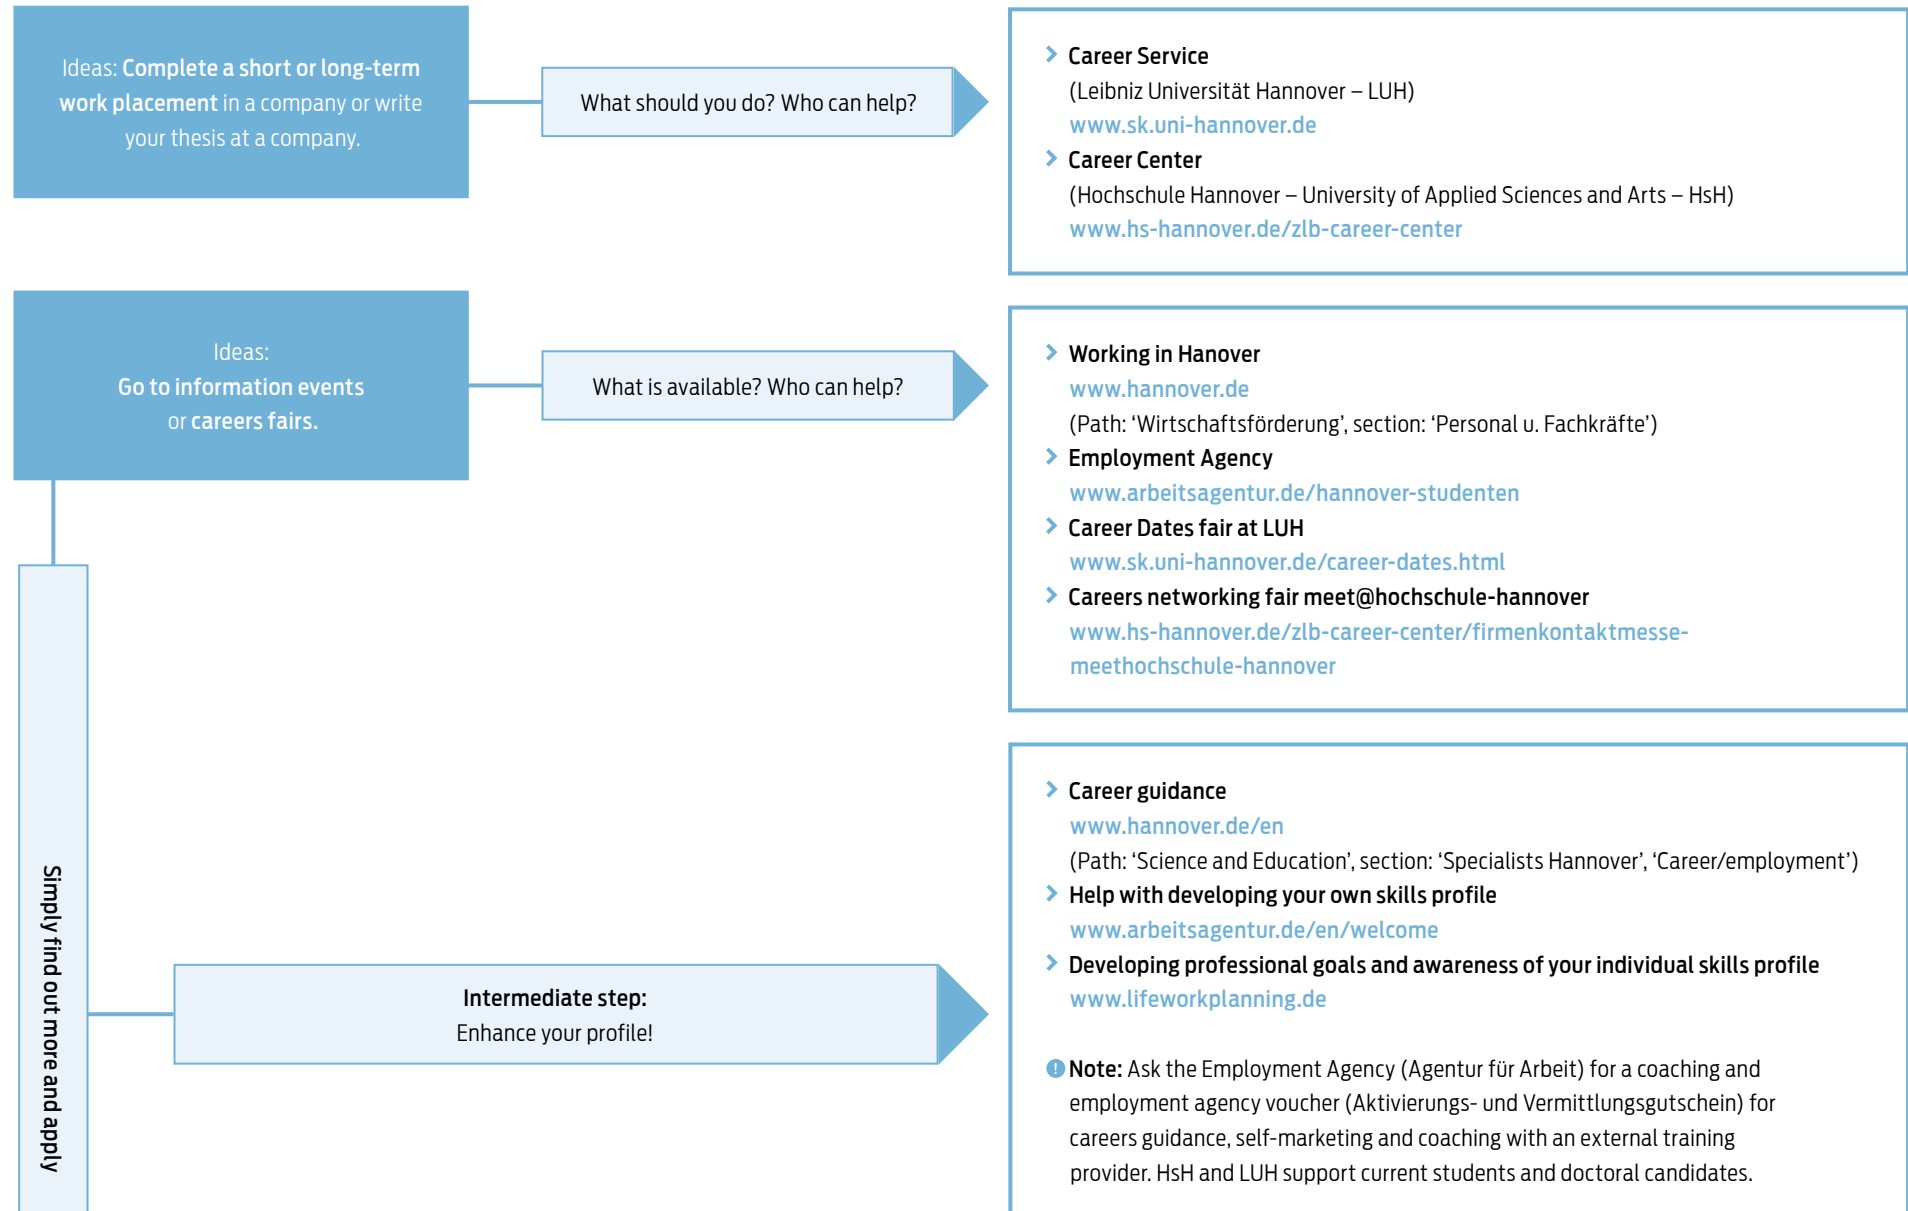 Ideas: Complete a short or long-term
work placement in a company or write
your thesis at a company.
What should you do? Who can help?
Career Service
(Leibniz Universität Hannover – LUH)
www.sk.uni-hannover.de
Career Center
(Hochschule Hannover – University of Applied Sciences and Arts – HsH)
www.hs-hannover.de/zlb-career-center
Ideas:
Go to information events
or careers fairs.
What is available? Who can help?
Working in Hanover
www.hannover.de
(Path: ‘Wirtschaftsförderung’, section: ‘Personal u. Fachkräfte’)
Employment Agency
www.arbeitsagentur.de/hannover-studenten
Career Dates fair at LUH
www.sk.uni-hannover.de/career-dates.html
Careers networking fair meet@hochschule-hannover
www.hs-hannover.de/zlb-career-center/firmenkontaktmesse-
meethochschule-hannover
Simply find out more and apply
Intermediate step:
Enhance your profile!
Career guidance
www.hannover.de/en
(Path: ‘Science and Education’, section: ‘Specialists Hannover’, ‘Career/employment’)
Help with developing your own skills profile
www.arbeitsagentur.de/en/welcome
Developing professional goals and awareness of your individual skills profile
www.lifeworkplanning.de
! Note: Ask the Employment Agency (Agentur für Arbeit) for a coaching and
employment agency voucher (Aktivierungs- und Vermittlungsgutschein) for
careers guidance, self-marketing and coaching with an external training
provider. HsH and LUH support current students and doctoral candidates.